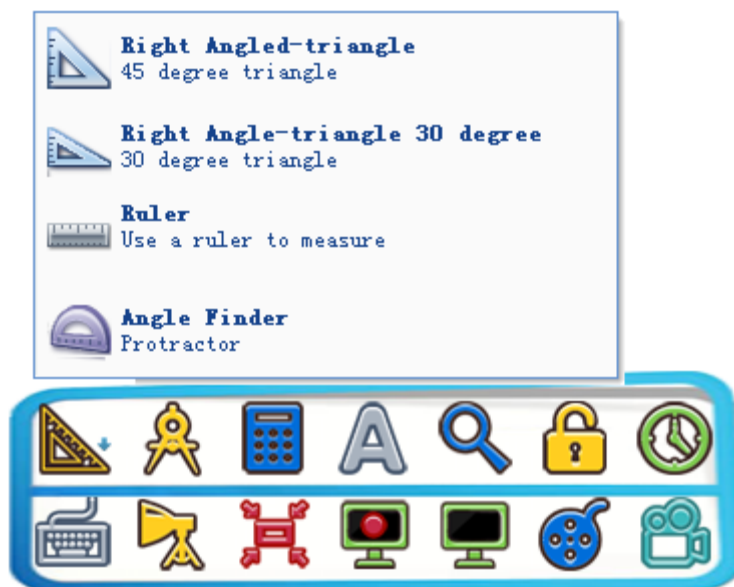 Right Angled-triangle
45 degree triangle
Right Angle-triangle 30 degree
30 degree triangle
Ruler
Use a ruler to measure
Angle Finder
Protractor
A